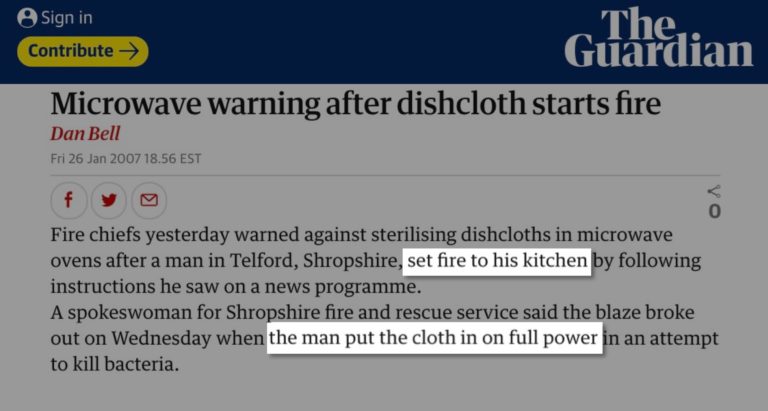 Sign in
Contribute →
The
Guardian
Microwave warning after dishcloth starts fire
Dan Bell
Fri 26 Jan 2007 18.56 EST
0
Fire chiefs yesterday warned against sterilising dishcloths in microwave
ovens after a man in Telford, Shropshire, set fire to his kitchen by following
instructions he saw on a news programme.
A spokeswoman for Shropshire fire and rescue service said the blaze broke
out on Wednesday when the man put the cloth in on full power in an attempt
to kill bacteria.